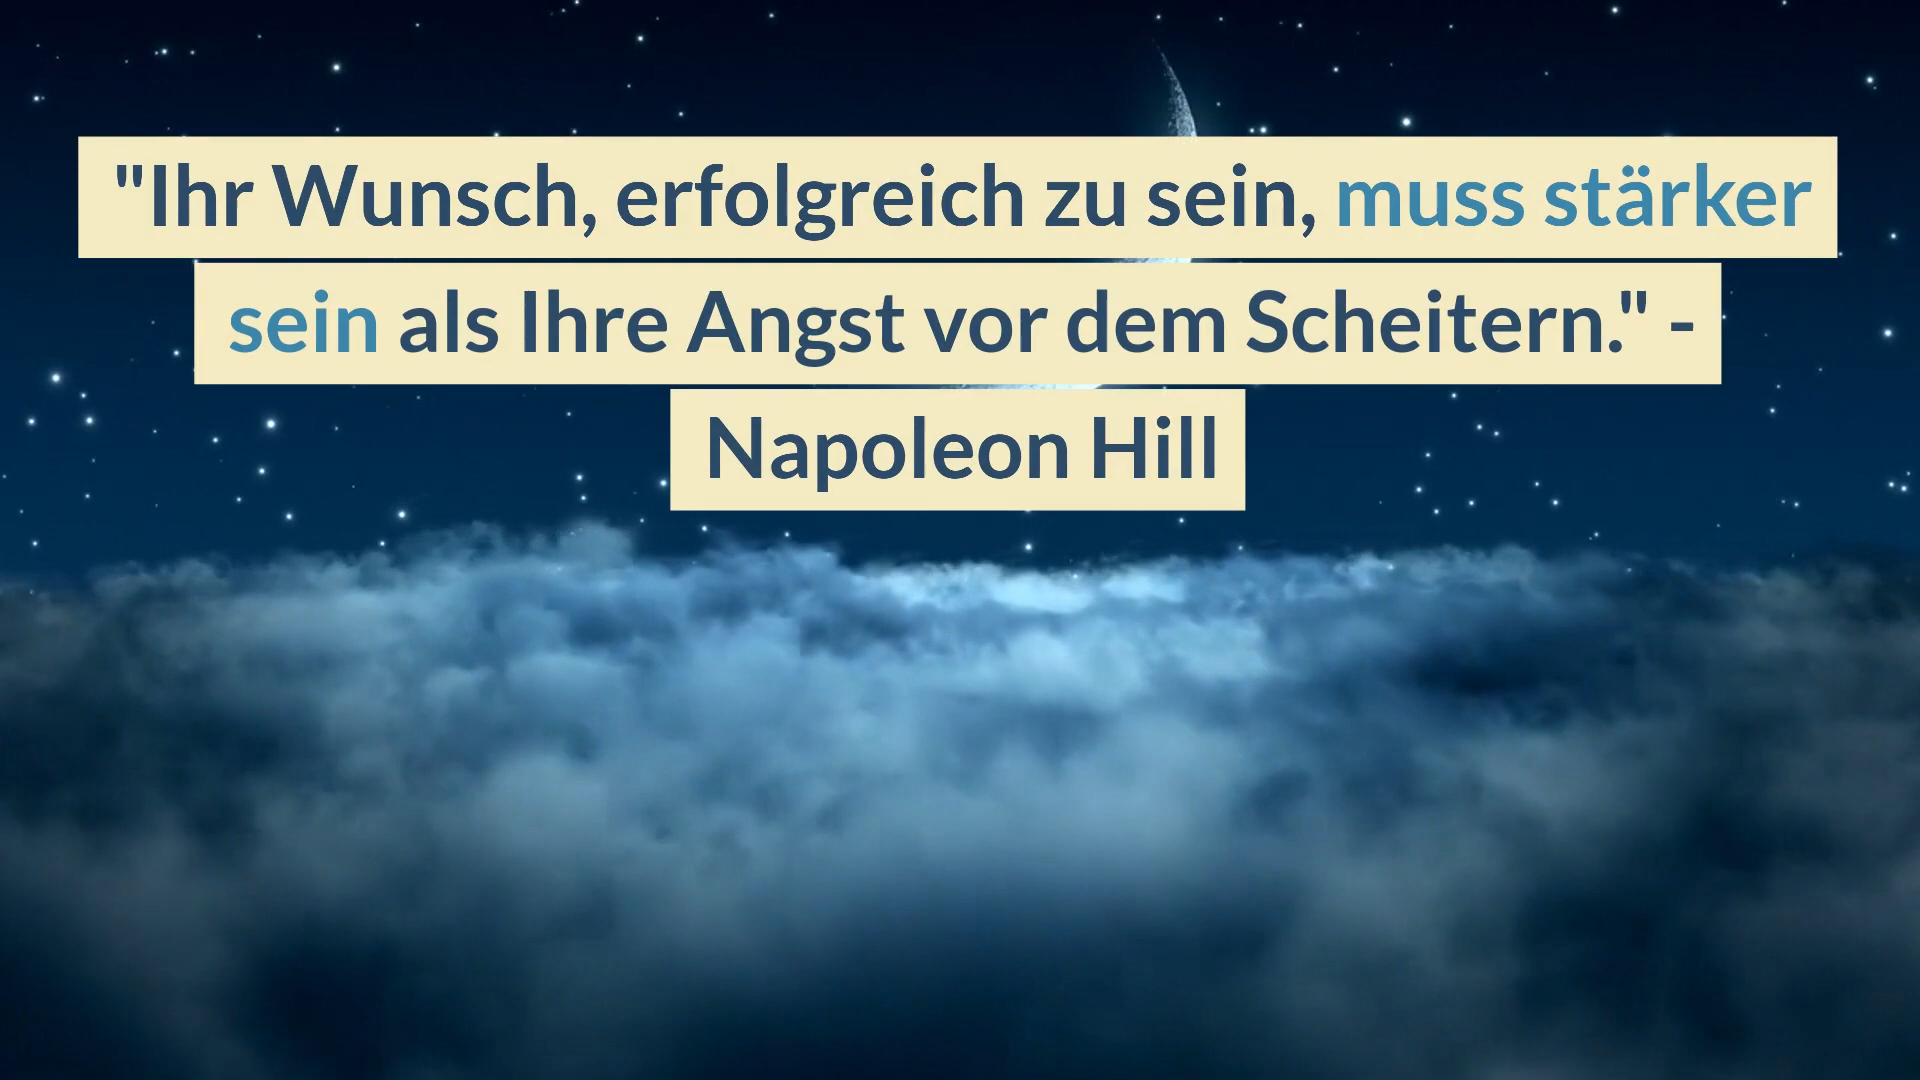 "Ihr Wunsch, erfolgreich zu sein, muss stärker
sein als Ihre Angst vor dem Scheitern." -
Napoleon Hill